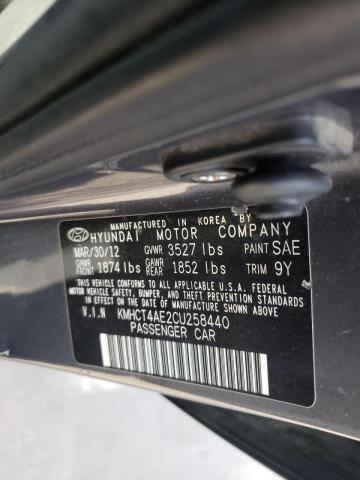 MANUFACTURED IN KOREA BY
HYUNDAI MOTOR COMPANY
MAR/30/12 GVWR 3527 lbs PAINT SAE
GAWR FRONT 1874 lbs GAWR REAR 1852 lbs TRIM 9Y
THIS VEHICLE CONFORMS TO ALL APPLICABLE U.S.A. FEDERAL
MOTOR VEHICLE SAFETY, BUMPER, AND THEFT PREVENTION
STANDARDS IN EFFECT ON THE DATE OF MANUFACTURE SHOWN ABOVE.
V.I.N KMHCT4AE2CU258440
PASSENGER CAR